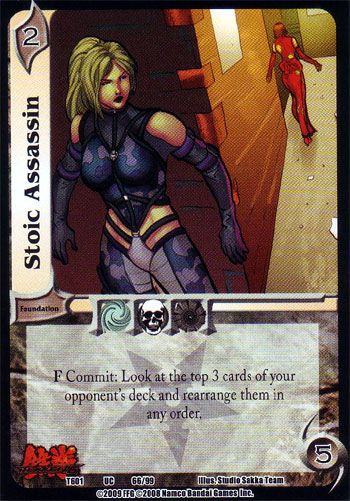 2
Stoic Assassin
Foundation
F Commit: Look at the top 3 cards of your
opponent's deck and rearrange them in
any order.
5
T601 UC 66/99 Illus. Studio Sakka Team
©2009 FFG ©2008 Namco Bandai Games Inc.